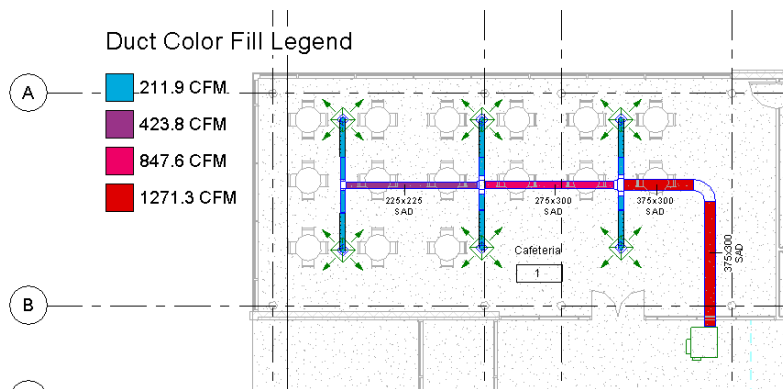 Duct Color Fill Legend
A
211.9 CFM
423.8 CFM
847.6 CFM
1271.3 CFM
225x225
SAD
275x300
SAD
375x300
SAD
Cafeteria
1
375x300
SAD
B